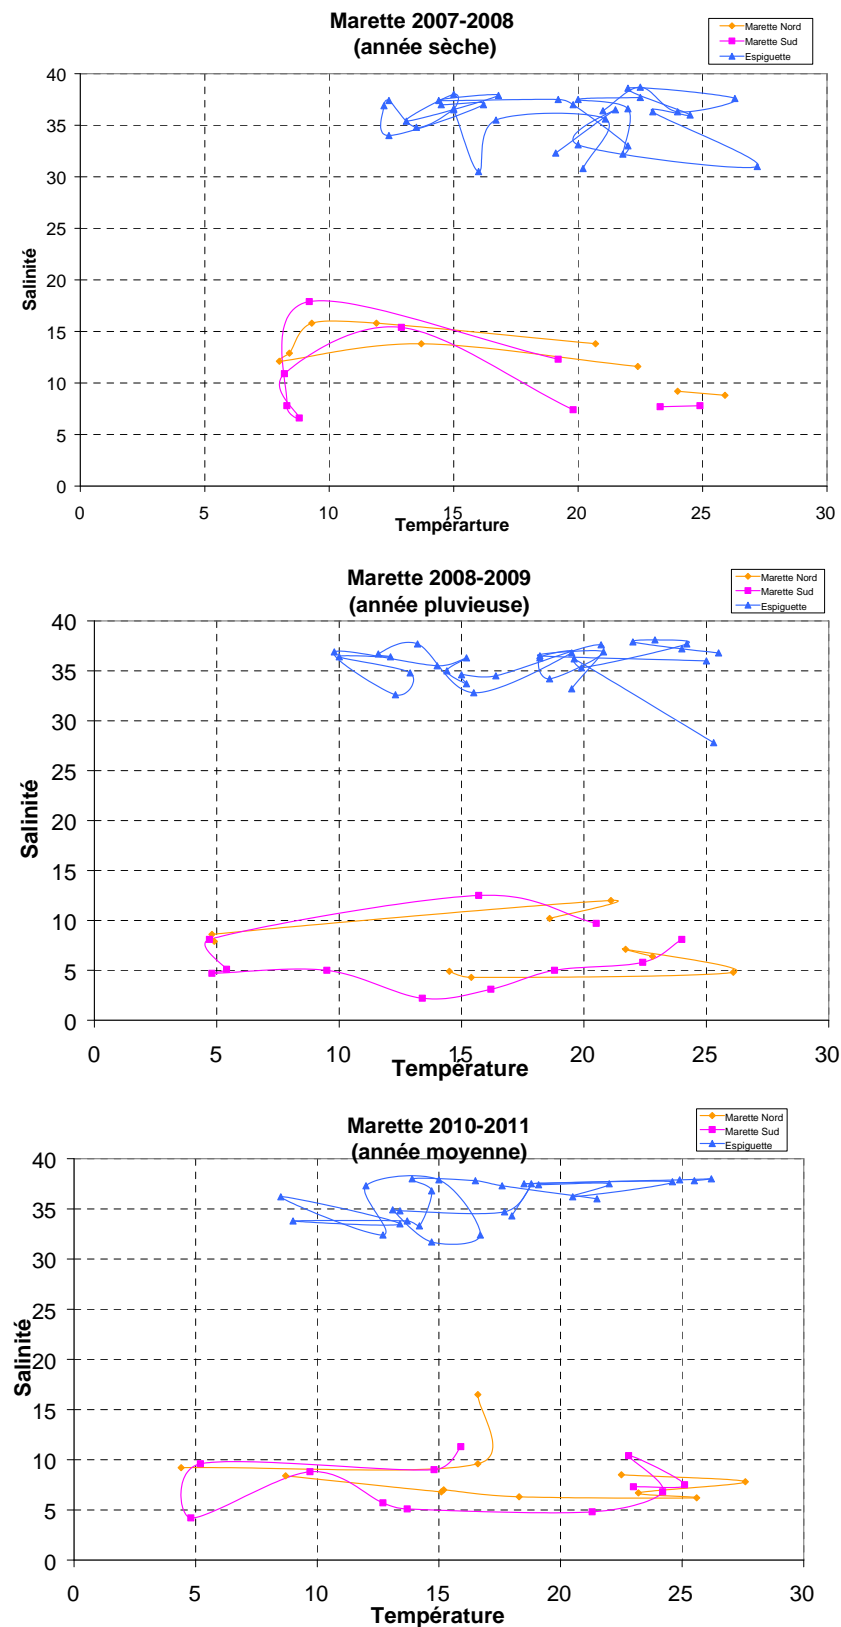 Marette 2007-2008
(année sèche)
Marette Nord
Marette Sud
Espiguette
40
35
30
25
20
15
10
5
0
Salinité
0 5 10 15 20 25 30
Tempérarture
Marette 2008-2009
(année pluvieuse)
Marette Nord
Marette Sud
Espiguette
40
35
30
25
20
15
10
5
0
Salinité
0 5 10 15 20 25 30
Température
Marette 2010-2011
(année moyenne)
Marette Nord
Marette Sud
Espiguette
40
35
30
25
20
15
10
5
0
Salinité
0 5 10 15 20 25 30
Température